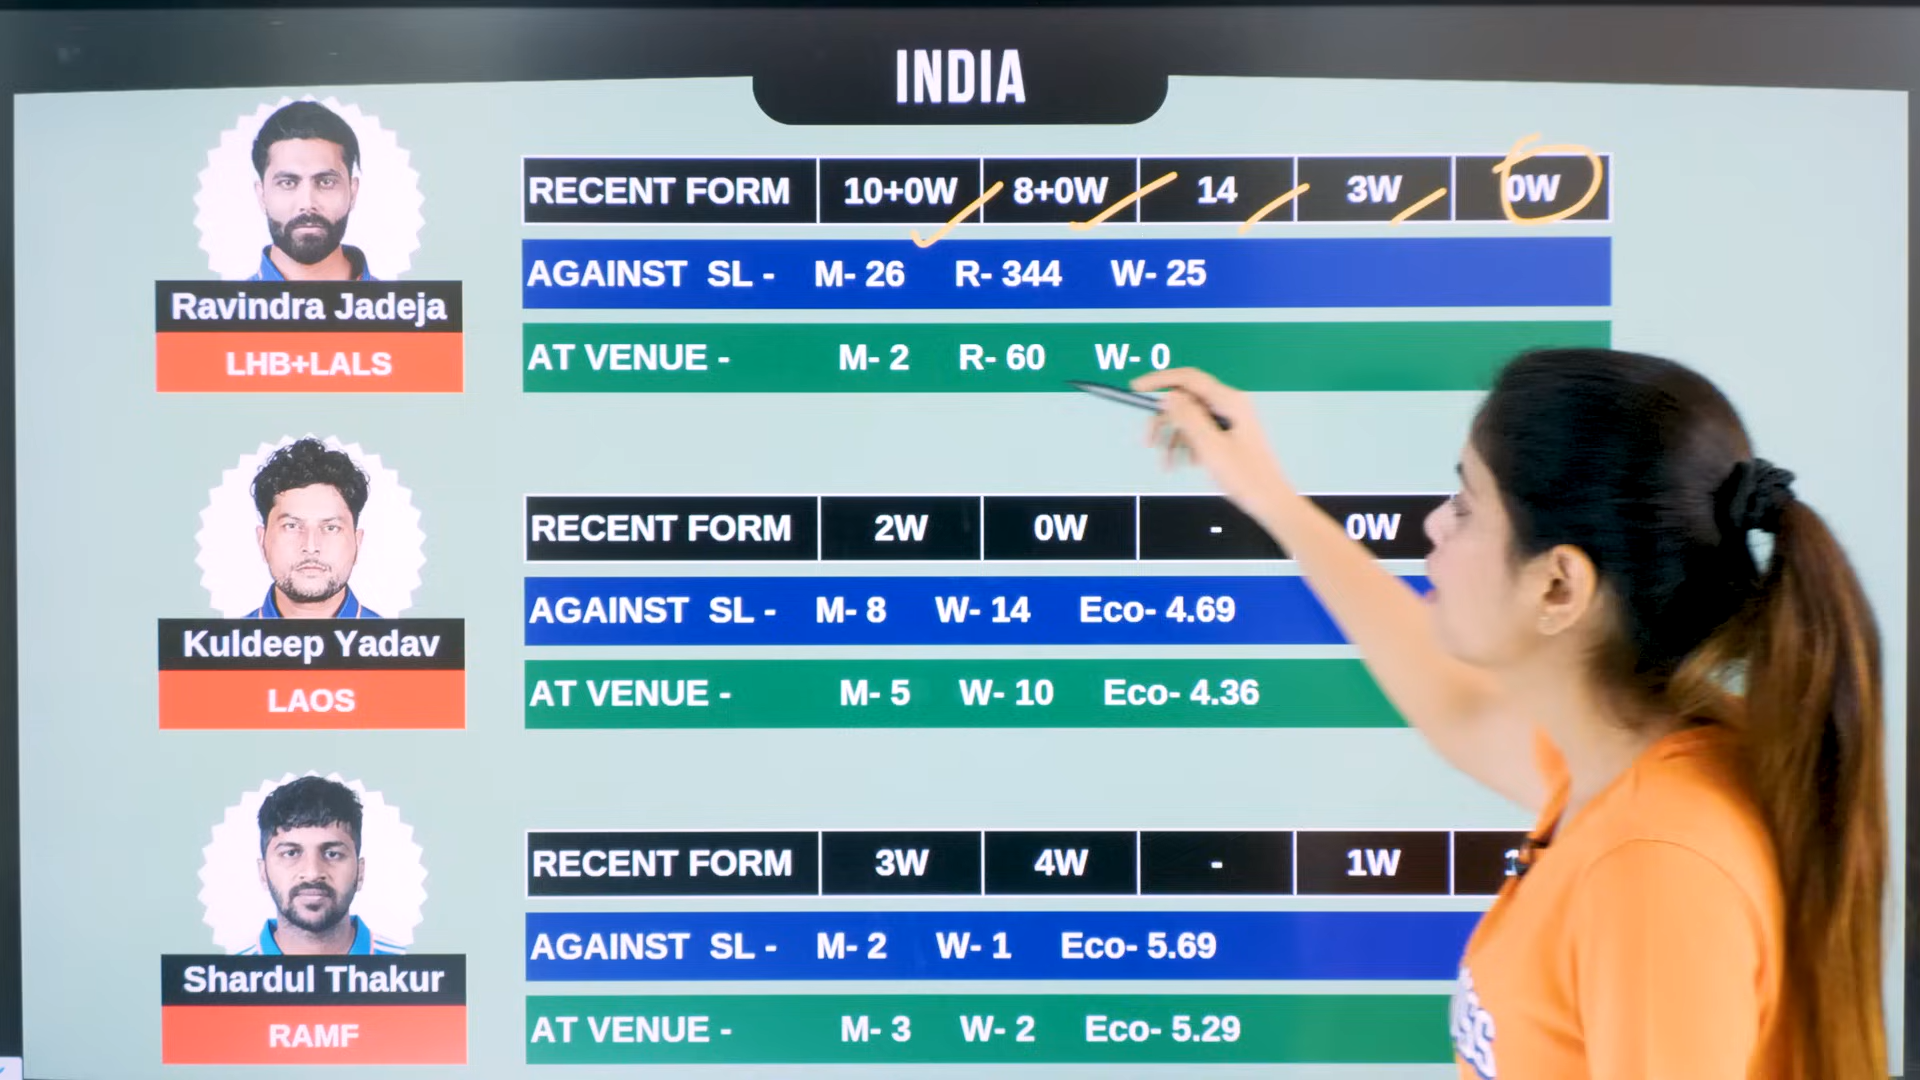 INDIA
RECENT FORM 10+0W 8+0W 14 3W 0W
AGAINST SL - M- 26 R- 344 W- 25
Ravindra Jadeja
LHB+LALS
AT VENUE - M- 2 R- 60 W- 0
RECENT FORM 2W 0W - 0W
AGAINST SL - M- 8 W- 14 Eco- 4.69
Kuldeep Yadav
LAOS
AT VENUE - M- 5 W- 10 Eco- 4.36
RECENT FORM 3W 4W - 1W
AGAINST SL - M- 2 W- 1 Eco- 5.69
Shardul Thakur
RAMF
AT VENUE - M- 3 W- 2 Eco- 5.29